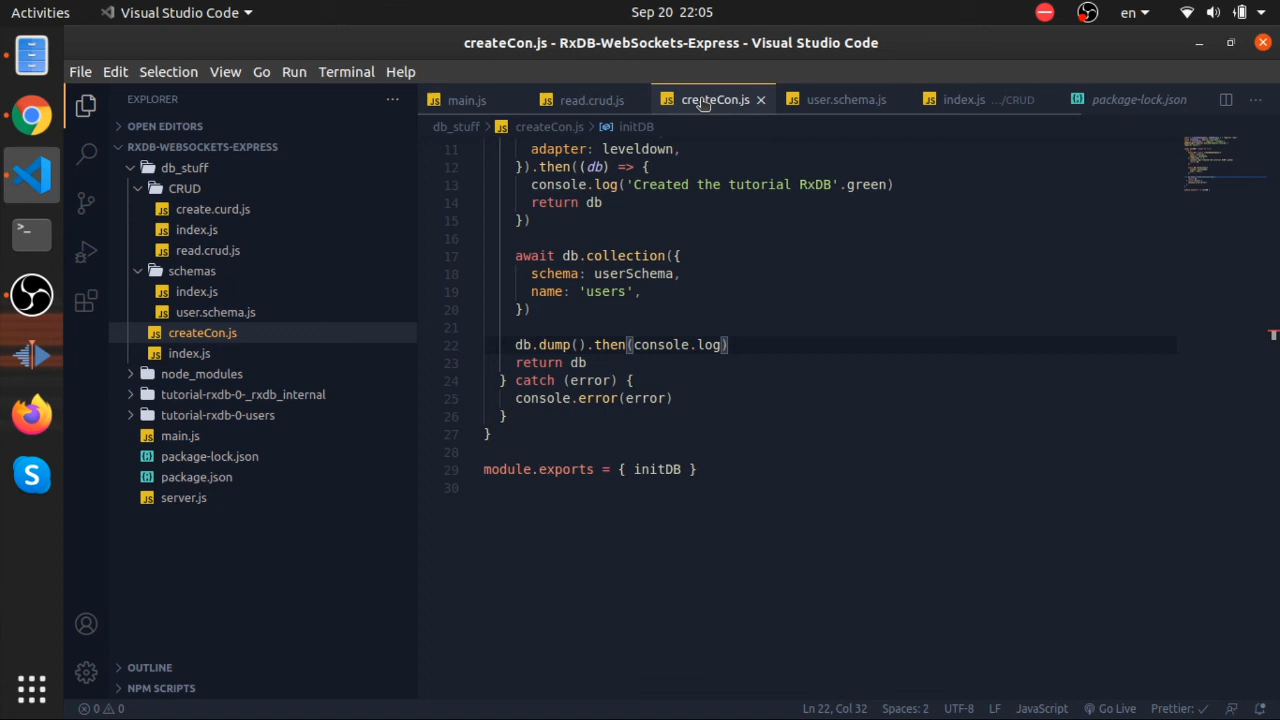 Activities
Visual Studio Code
Sep 20 22:05
en
createCon.js - RxDB-WebSockets-Express - Visual Studio Code
File Edit Selection View Go Run Terminal Help
EXPLORER
OPEN EDITORS
RXDB-WEBSOCKETS-EXPRESS
db_stuff
CRUD
create.curd.js
index.js
read.crud.js
schemas
index.js
user.schema.js
createCon.js
index.js
node_modules
tutorial-rxdb-0-_rxdb_internal
tutorial-rxdb-0-users
main.js
package-lock.json
package.json
server.js
OUTLINE
NPM SCRIPTS
JS main.js JS read.crud.js JS createCon.js JS user.schema.js JS index.js .../CRUD package-lock.json
db_stuff > JS createCon.js > initDB
11 adapter: leveldown,
12 }).then((db) => {
13 console.log('Created the tutorial RxDB'.green)
14 return db
15 })
16
17 await db.collection({
18 schema: userSchema,
19 name: 'users',
20 })
21
22 db.dump().then(console.log)
23 return db
24 } catch (error) {
25 console.error(error)
26 }
27 }
28
29 module.exports = { initDB }
30
0 0
Ln 22, Col 32 Spaces: 2 UTF-8 LF JavaScript Go Live Prettier: ✓